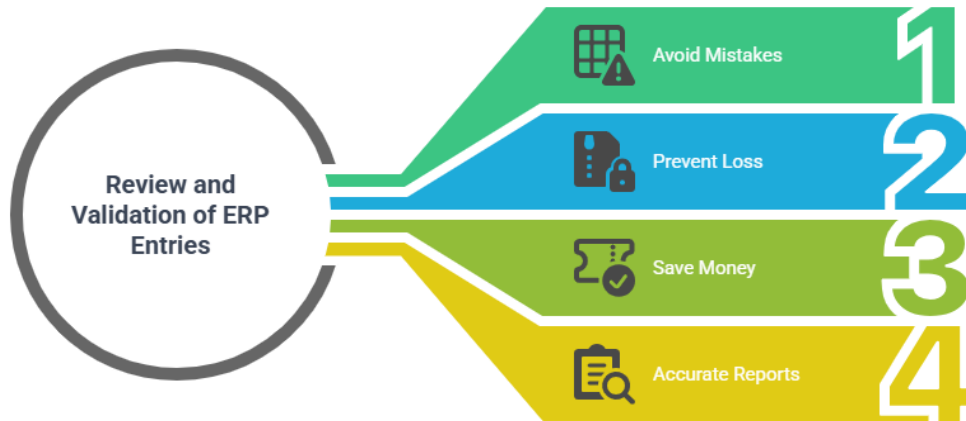 Review and
Validation of ERP
Entries
Avoid Mistakes
1
Prevent Loss
2
Save Money
3
Accurate Reports
4